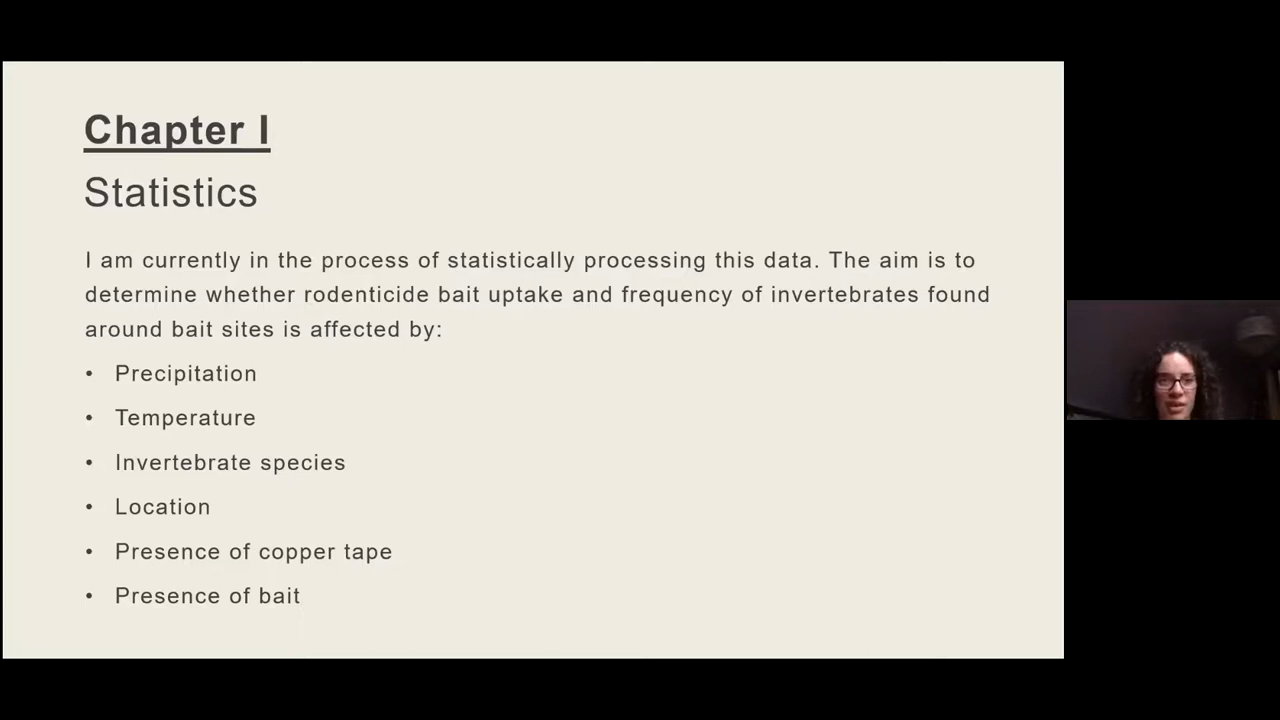 Chapter I
Statistics
I am currently in the process of statistically processing this data. The aim is to
determine whether rodenticide bait uptake and frequency of invertebrates found
around bait sites is affected by:
• Precipitation
• Temperature
• Invertebrate species
• Location
• Presence of copper tape
• Presence of bait